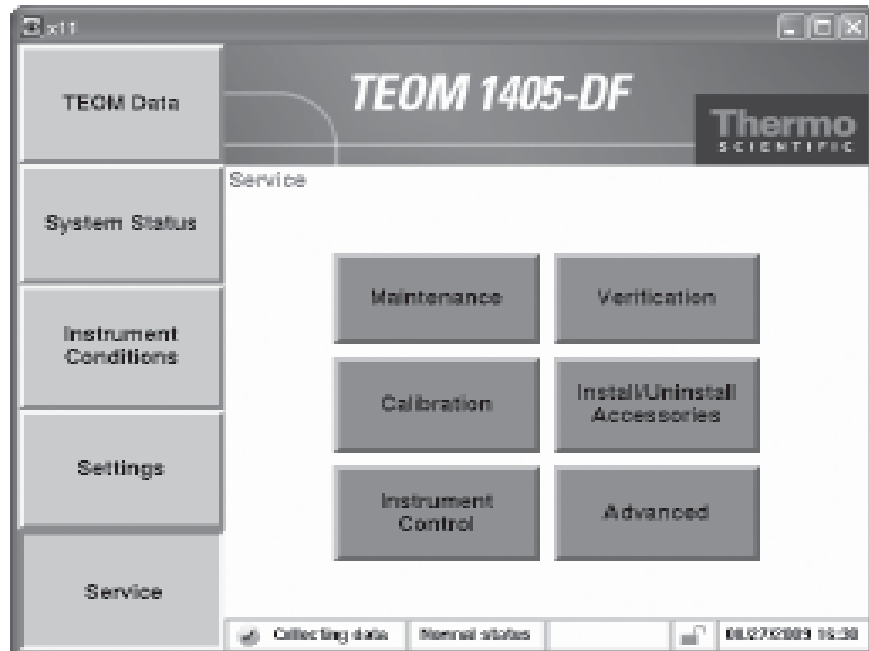 x11
TEOM Data
TEOM 1405-DF
Thermo
SCIENTIFIC
Service
System Status
Maintenance
Verification
Instrument
Conditions
Calibration
Install/Uninstall
Accessories
Settings
Instrument
Control
Advanced
Service
Collecting data
Normal status